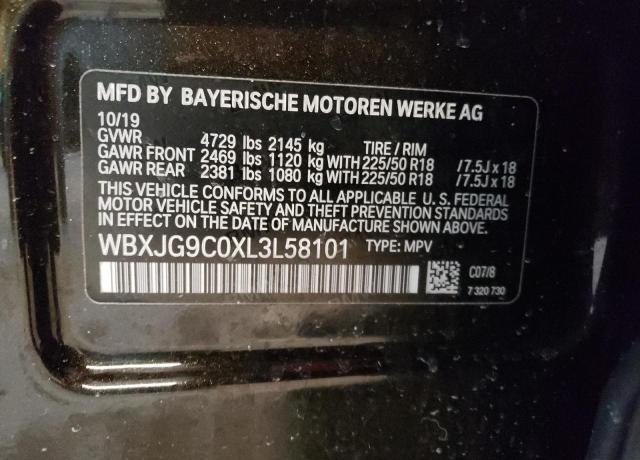 MFD BY BAYERISCHE MOTOREN WERKE AG
10/19
GVWR 4729 lbs 2145 kg TIRE / RIM
GAWR FRONT 2469 lbs 1120 kg WITH 225/50 R18 /7.5J x 18
GAWR REAR 2381 lbs 1080 kg WITH 225/50 R18 /7.5J x 18
THIS VEHICLE CONFORMS TO ALL APPLICABLE U. S. FEDERAL
MOTOR VEHICLE SAFETY AND THEFT PREVENTION STANDARDS
IN EFFECT ON THE DATE OF MANUFACTURE SHOWN ABOVE.
WBXJG9C0XL3L58101 TYPE: MPV
C07/8
7 320 730